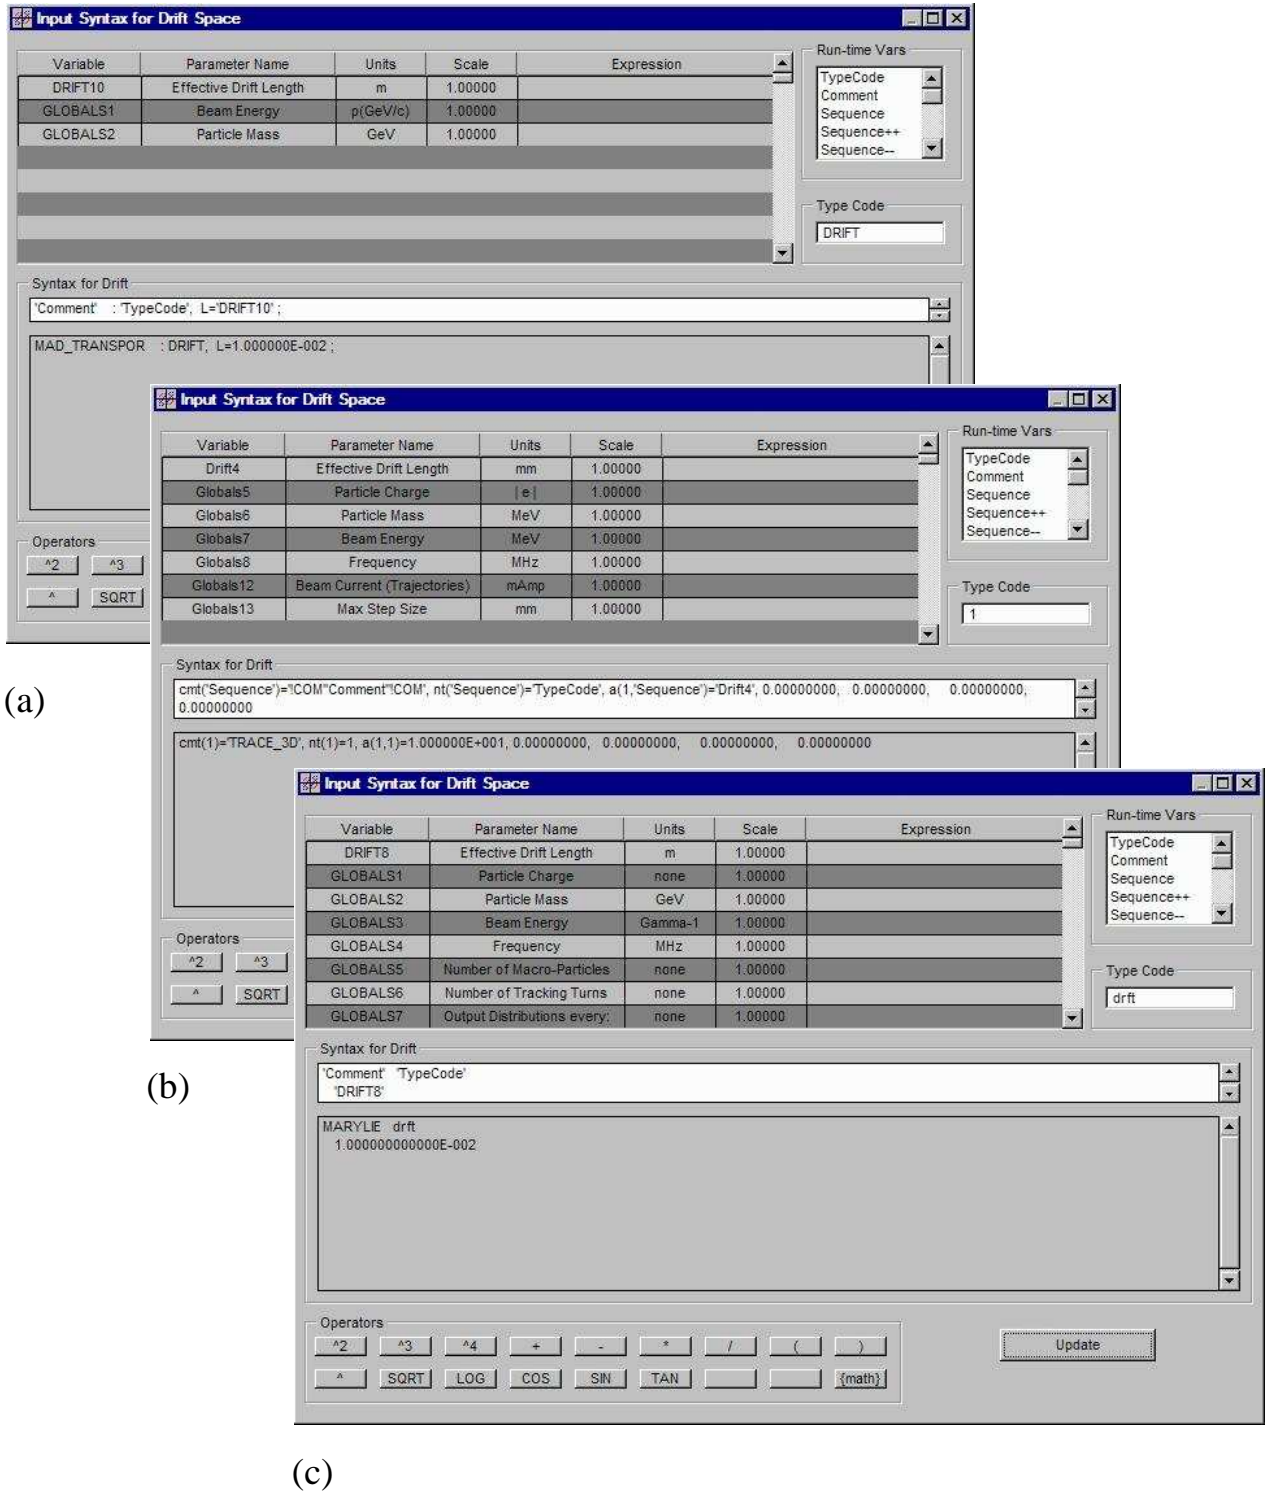 Input Syntax for Drift Space
Variable Parameter Name Units Scale Expression
DRIFT10 Effective Drift Length m 1.00000
GLOBALS1 Beam Energy p(GeV/c) 1.00000
GLOBALS2 Particle Mass GeV 1.00000
Run-time Vars
TypeCode
Comment
Sequence
Sequence++
Sequence--
Type Code
DRIFT
Syntax for Drift
'Comment' : 'TypeCode', L='DRIFT10' ;
MAD_TRANSPOR : DRIFT, L=1.000000E-002 ;
Operators
^2 ^3
^ SQRT
(a)
Input Syntax for Drift Space
Variable Parameter Name Units Scale Expression
Drift4 Effective Drift Length mm 1.00000
Globals5 Particle Charge | e | 1.00000
Globals6 Particle Mass MeV 1.00000
Globals7 Beam Energy MeV 1.00000
Globals8 Frequency MHz 1.00000
Globals12 Beam Current (Trajectories) mAmp 1.00000
Globals13 Max Step Size mm 1.00000
Run-time Vars
TypeCode
Comment
Sequence
Sequence++
Sequence--
Type Code
1
Syntax for Drift
cmt('Sequence')='!COM''Comment''!COM', nt('Sequence')='TypeCode', a(1,'Sequence')='Drift4', 0.00000000, 0.00000000, 0.00000000,
0.00000000
cmt(1)='TRACE_3D', nt(1)=1, a(1,1)=1.000000E+001, 0.00000000, 0.00000000, 0.00000000, 0.00000000
Operators
^2 ^3
^ SQRT
(b)
Input Syntax for Drift Space
Variable Parameter Name Units Scale Expression
DRIFT8 Effective Drift Length m 1.00000
GLOBALS1 Particle Charge none 1.00000
GLOBALS2 Particle Mass GeV 1.00000
GLOBALS3 Beam Energy Gamma-1 1.00000
GLOBALS4 Frequency MHz 1.00000
GLOBALS5 Number of Macro-Particles none 1.00000
GLOBALS6 Number of Tracking Turns none 1.00000
GLOBALS7 Output Distributions every: none 1.00000
Run-time Vars
TypeCode
Comment
Sequence
Sequence++
Sequence--
Type Code
drft
Syntax for Drift
'Comment' 'TypeCode'
'DRIFT8'
MARYLIE drft
1.000000000000E-002
Operators
^2 ^3 ^4 + - * / ( )
^ SQRT LOG COS SIN TAN {math}
Update
(c)